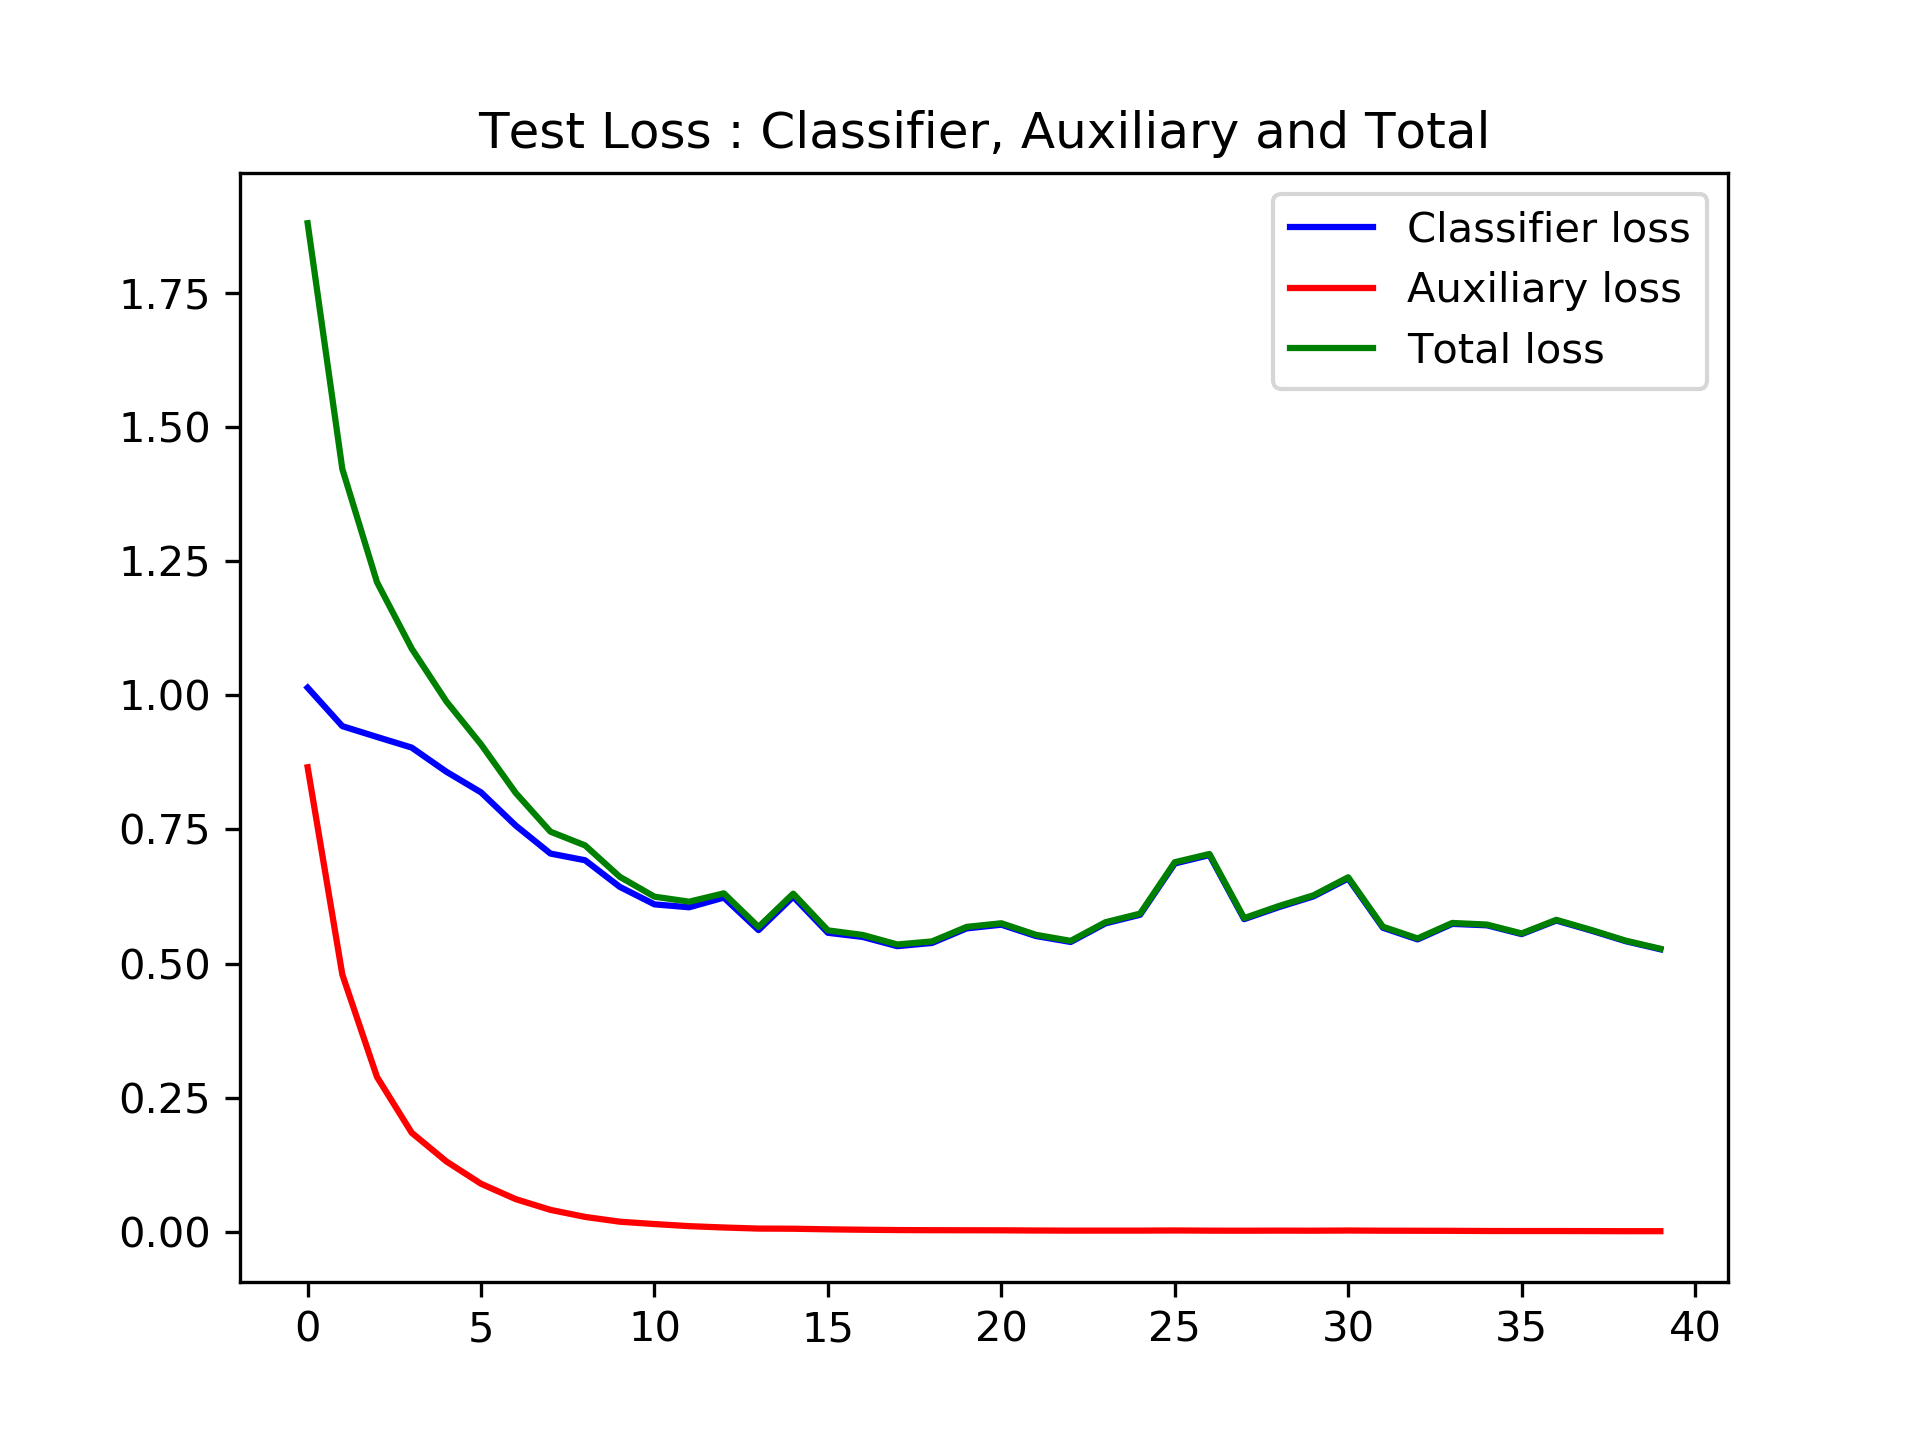 Test Loss : Classifier, Auxiliary and Total
Classifier loss
Auxiliary loss
Total loss
1.75
1.50
1.25
1.00
0.75
0.50
0.25
0.00
0 5 10 15 20 25 30 35 40